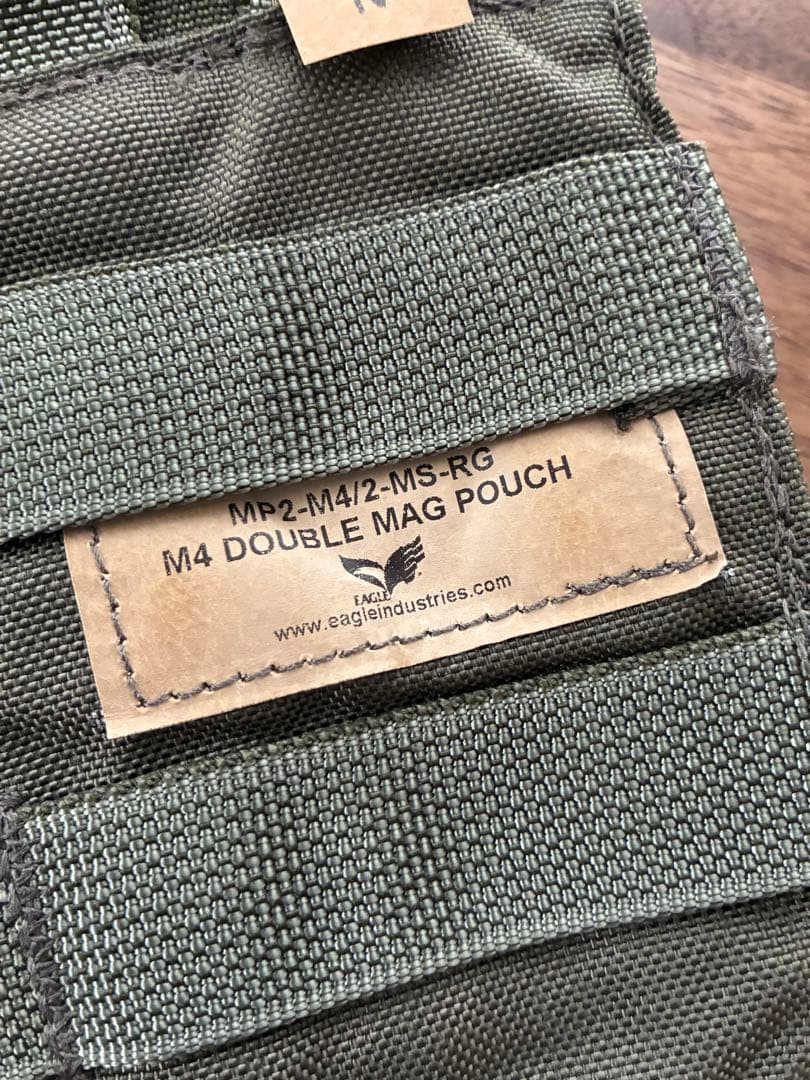 MP2-M4/2-MS-RG
M4 DOUBLE MAG POUCH
EAGLE
www.eagleindustries.com